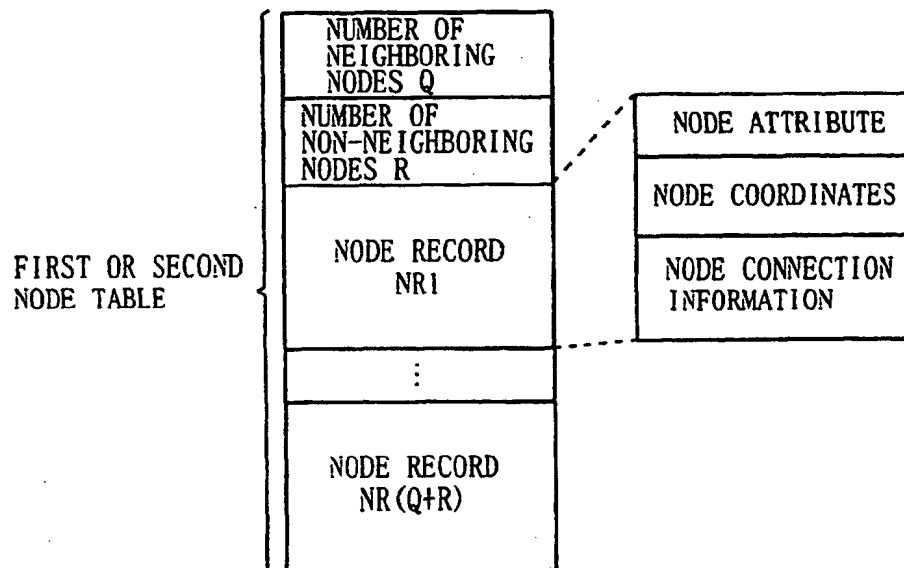 NUMBER OF
NEIGHBORING
NODES Q
NUMBER OF
NON-NEIGHBORING
NODES R
NODE RECORD
NR1
⋮
NODE RECORD
NR(Q+R)
FIRST OR SECOND
NODE TABLE
NODE ATTRIBUTE
NODE COORDINATES
NODE CONNECTION
INFORMATION